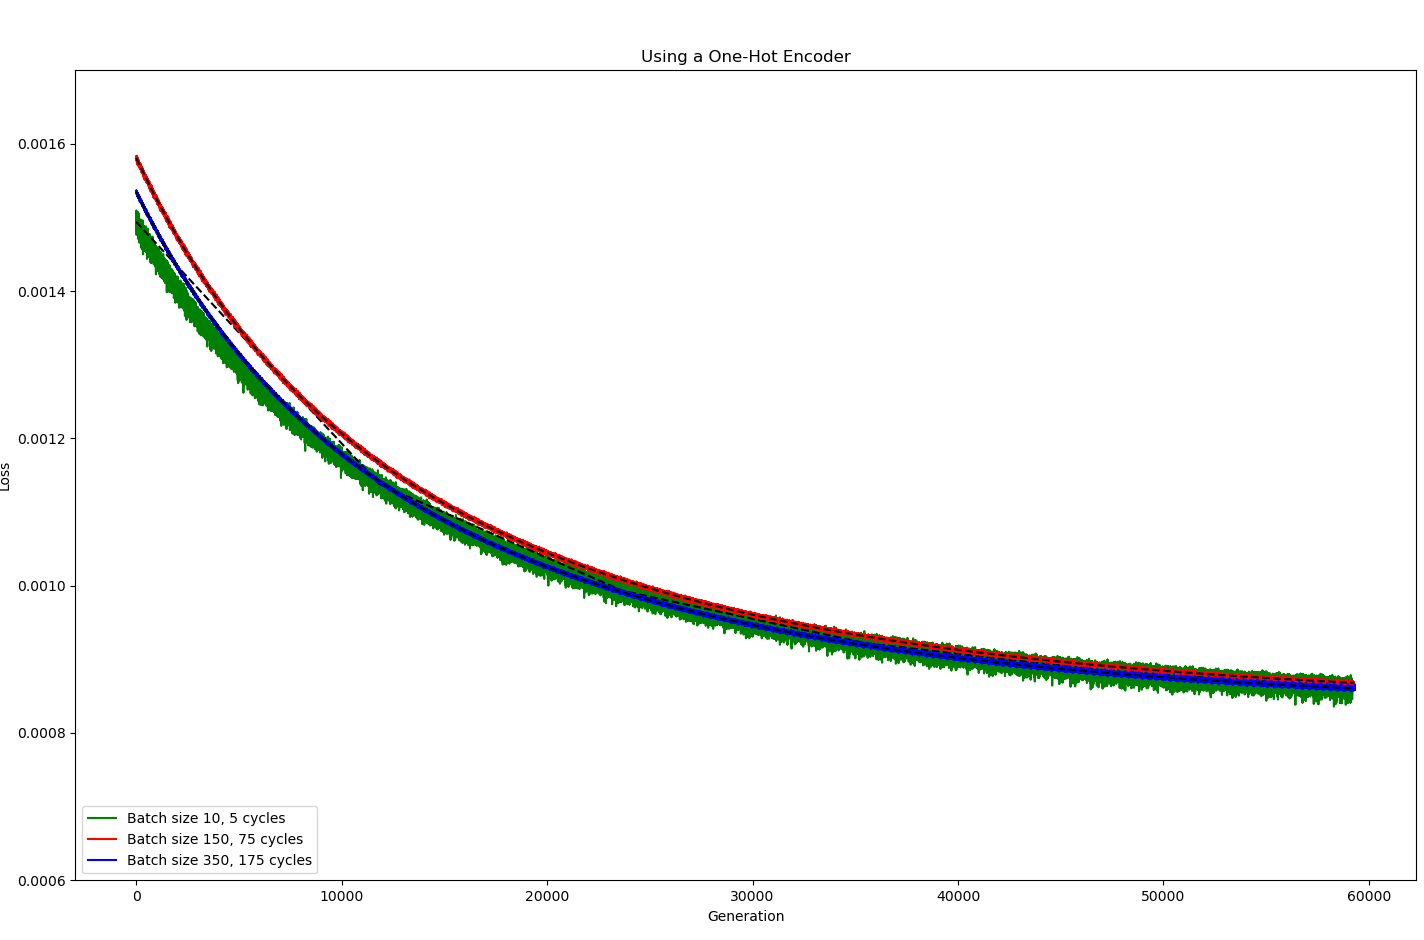 Using a One-Hot Encoder
0.0016
0.0014
0.0012
0.0010
0.0008
0.0006
Loss
Batch size 10, 5 cycles
Batch size 150, 75 cycles
Batch size 350, 175 cycles
0 10000 20000 30000 40000 50000 60000
Generation